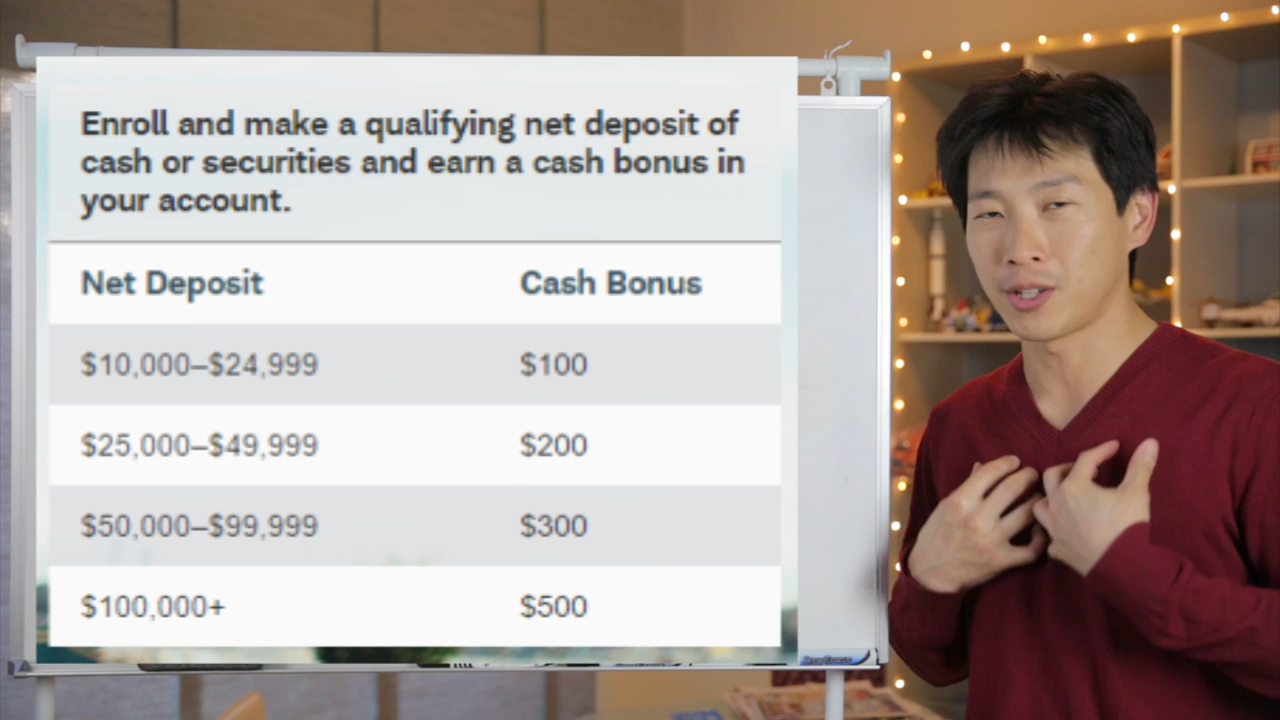 Enroll and make a qualifying net deposit of
cash or securities and earn a cash bonus in
your account.
Net Deposit Cash Bonus
$10,000–$24,999 $100
$25,000–$49,999 $200
$50,000–$99,999 $300
$100,000+ $500